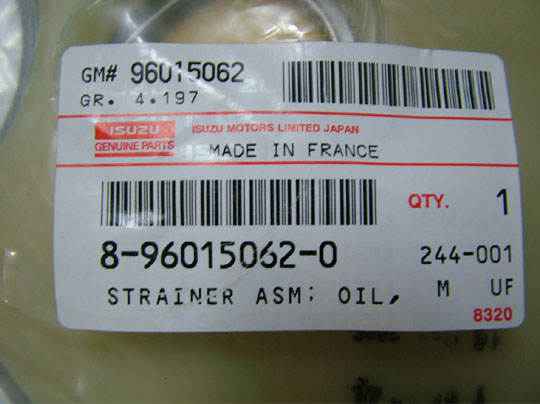 GM# 96015062
GR. 4.197
ISUZU
GENUINE PARTS
ISUZU MOTORS LIMITED JAPAN
MADE IN FRANCE
QTY. 1
8-96015062-0
244-001
STRAINER ASM; OIL,
M UF
8320